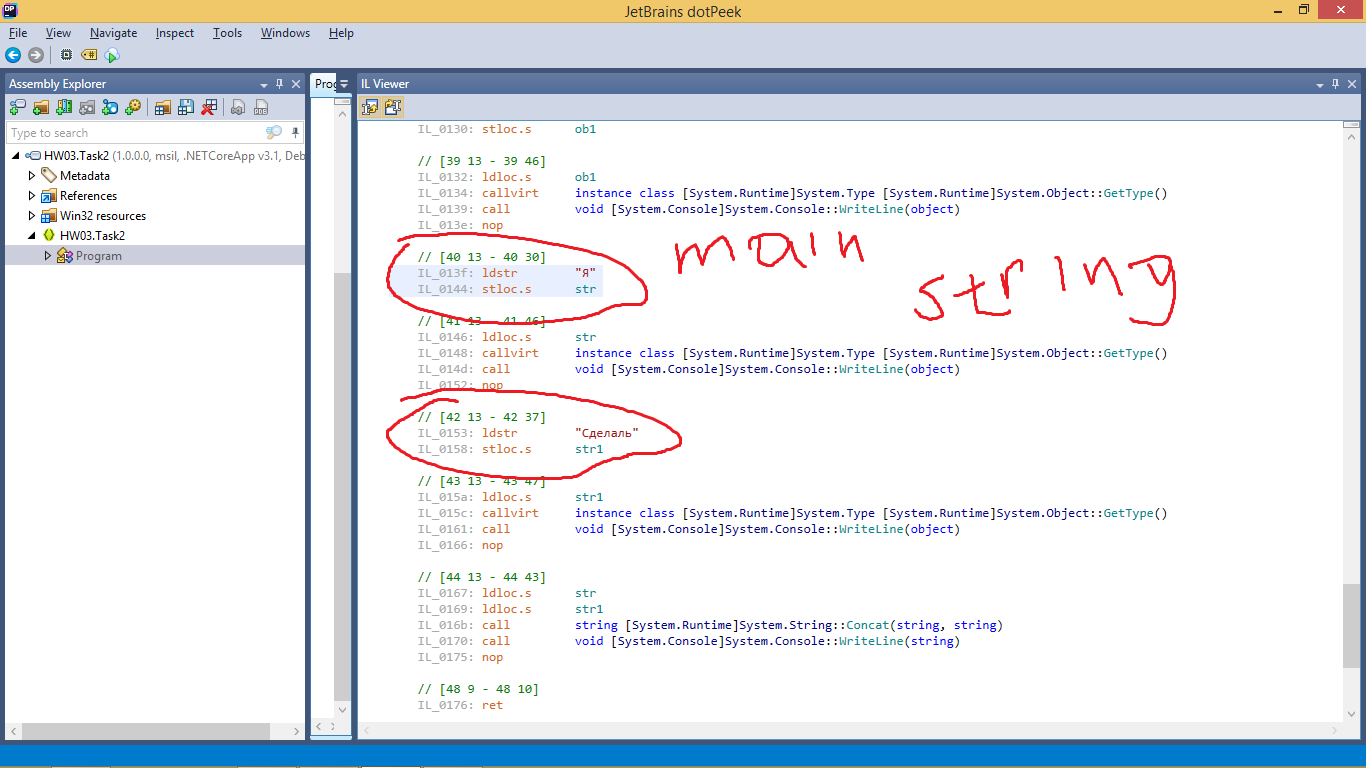 JetBrains dotPeek
File View Navigate Inspect Tools Windows Help
Assembly Explorer
Type to search
HW03.Task2 (1.0.0.0, msil, .NETCoreApp v3.1, Deb
Metadata
References
Win32 resources
HW03.Task2
Program
Prog
IL Viewer
IL_0130: stloc.s ob1
// [39 13 - 39 46]
IL_0132: ldloc.s ob1
IL_0134: callvirt instance class [System.Runtime]System.Type [System.Runtime]System.Object::GetType()
IL_0139: call void [System.Console]System.Console::WriteLine(object)
IL_013e: nop
// [40 13 - 40 30]
IL_013f: ldstr "Я"
IL_0144: stloc.s str
main
string
// [41 13 - 41 46]
IL_0146: ldloc.s str
IL_0148: callvirt instance class [System.Runtime]System.Type [System.Runtime]System.Object::GetType()
IL_014d: call void [System.Console]System.Console::WriteLine(object)
IL_0152: nop
// [42 13 - 42 37]
IL_0153: ldstr "Сделаль"
IL_0158: stloc.s str1
// [43 13 - 43 47]
IL_015a: ldloc.s str1
IL_015c: callvirt instance class [System.Runtime]System.Type [System.Runtime]System.Object::GetType()
IL_0161: call void [System.Console]System.Console::WriteLine(object)
IL_0166: nop
// [44 13 - 44 43]
IL_0167: ldloc.s str
IL_0169: ldloc.s str1
IL_016b: call string [System.Runtime]System.String::Concat(string, string)
IL_0170: call void [System.Console]System.Console::WriteLine(string)
IL_0175: nop
// [48 9 - 48 10]
IL_0176: ret